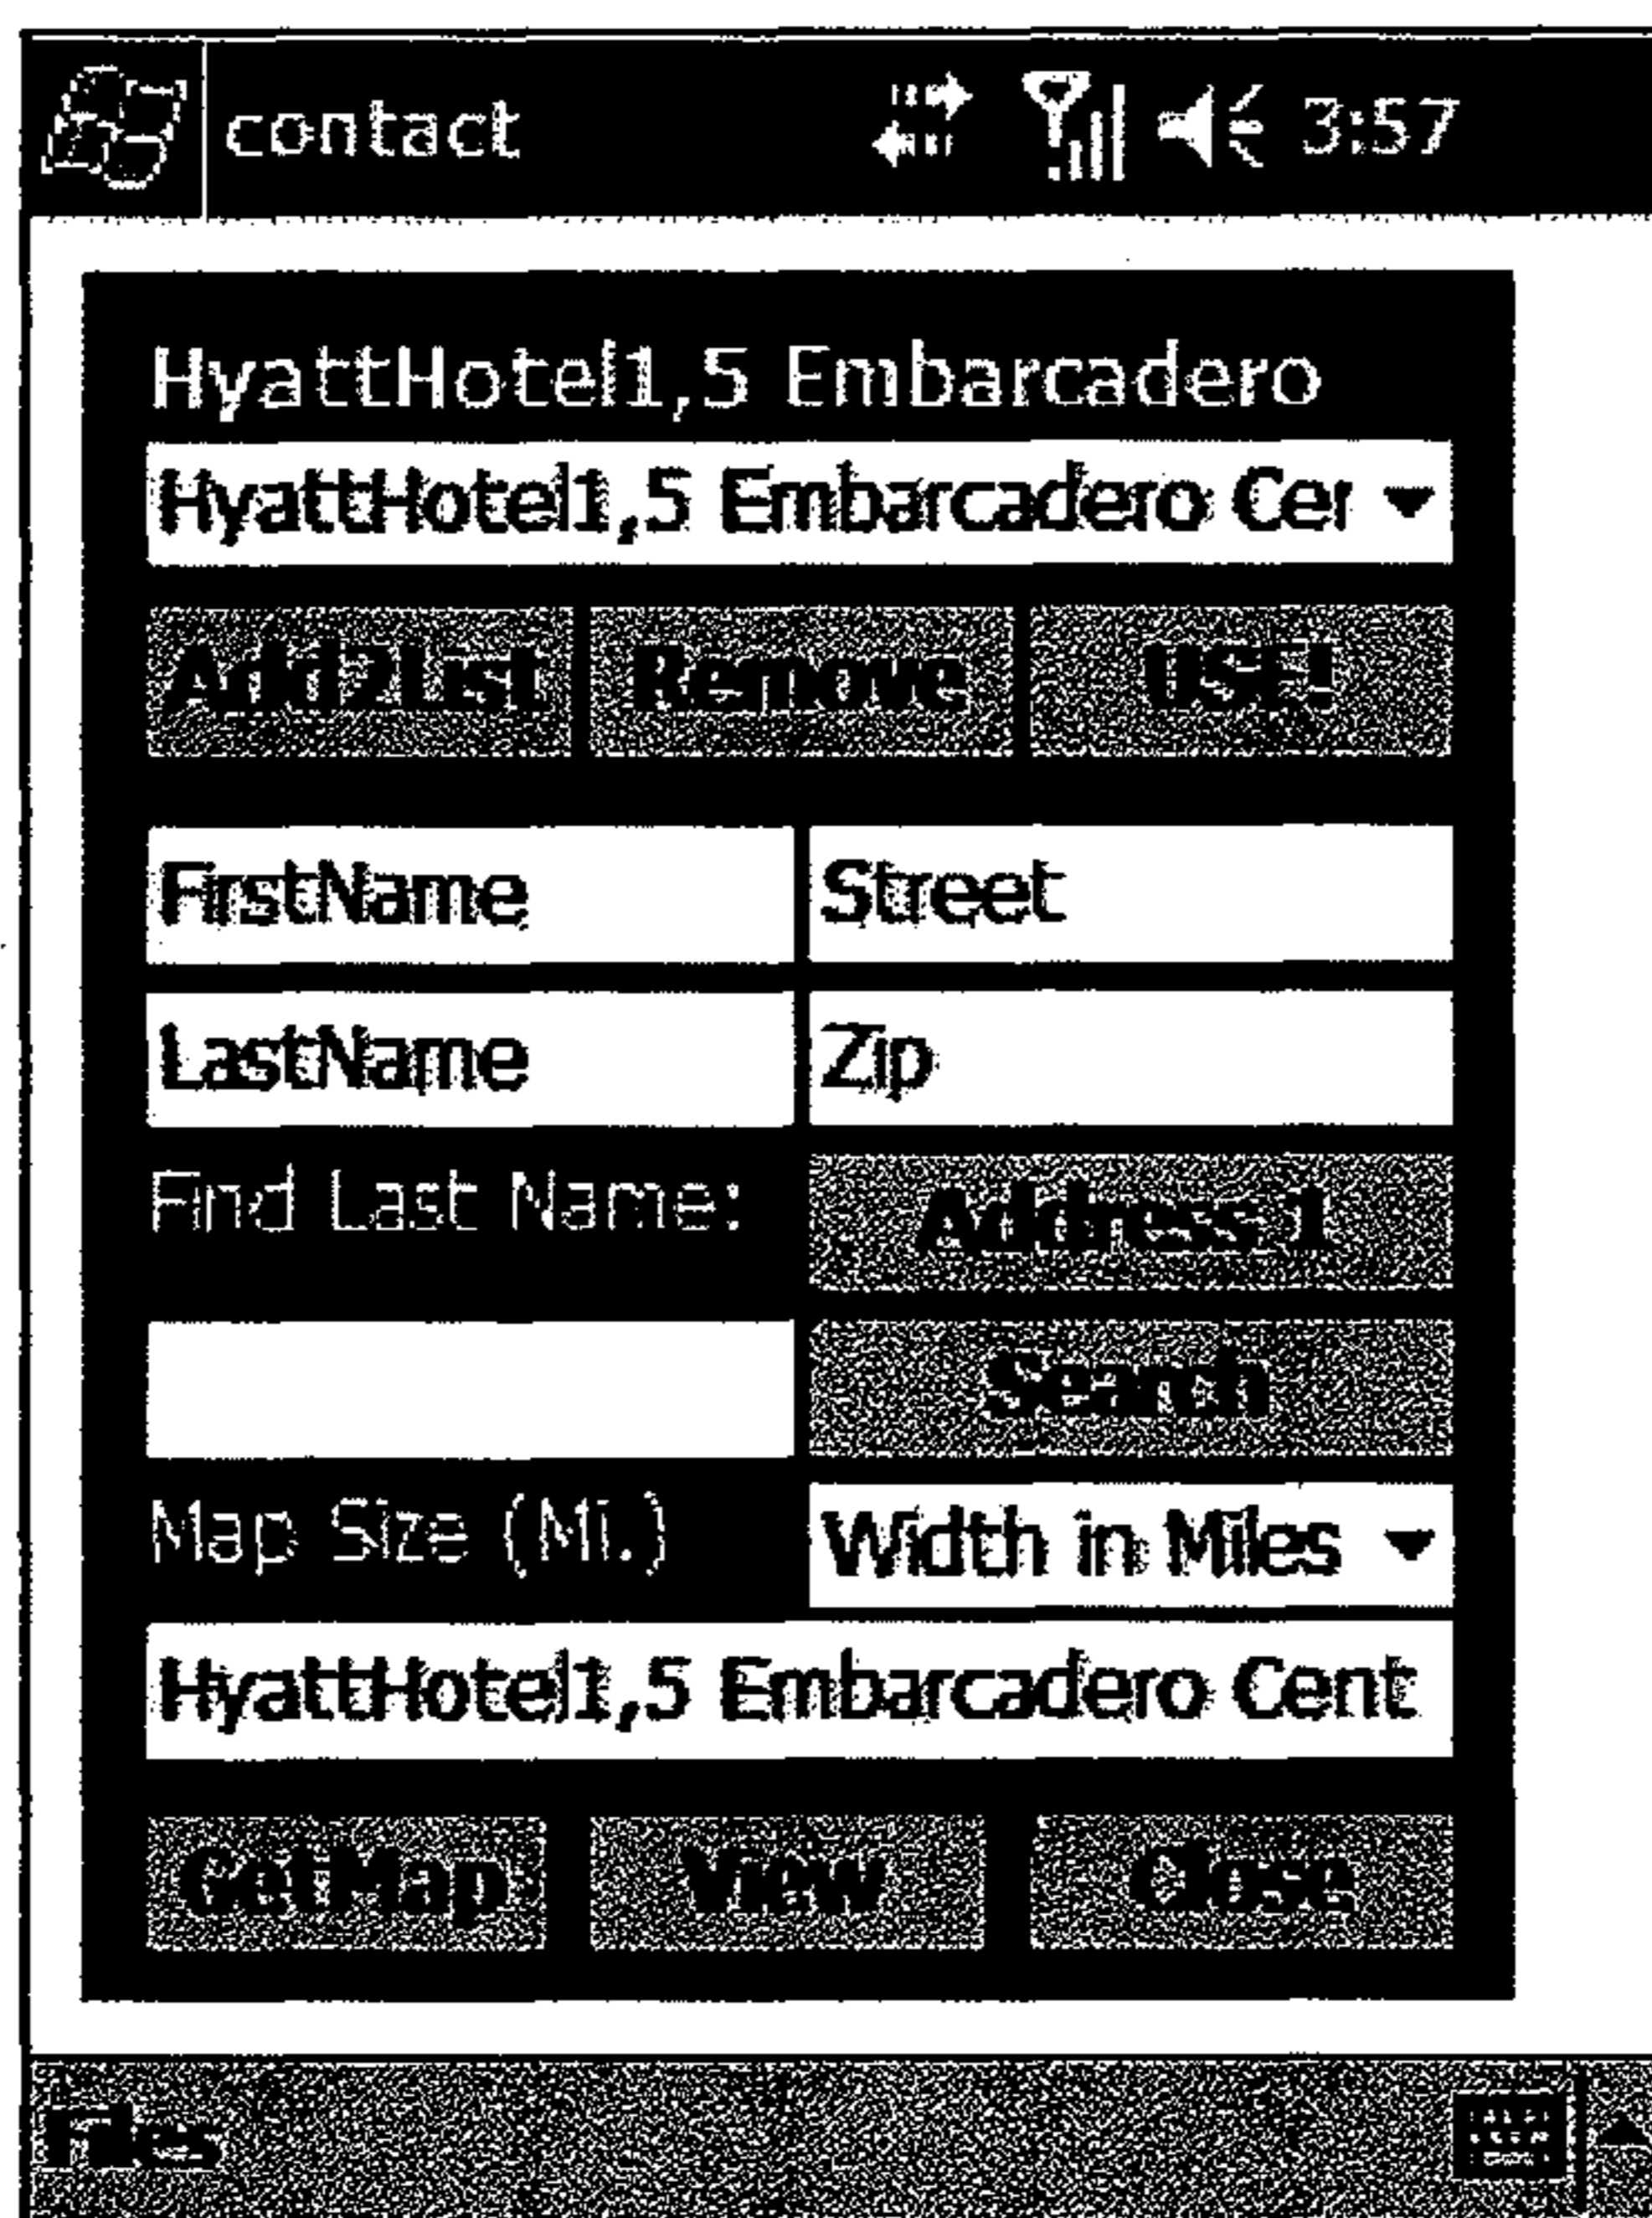 contact 3:57
HyattHotel1,5 Embarcadero
HyattHotel1,5 Embarcadero Cer
Add2List Remove USE!
FirstName Street
LastName Zip
Find Last Name: Address 1
Search
Map Size (Mi.) Width in Miles
HyattHotel1,5 Embarcadero Cent
GetMap View Close
Files